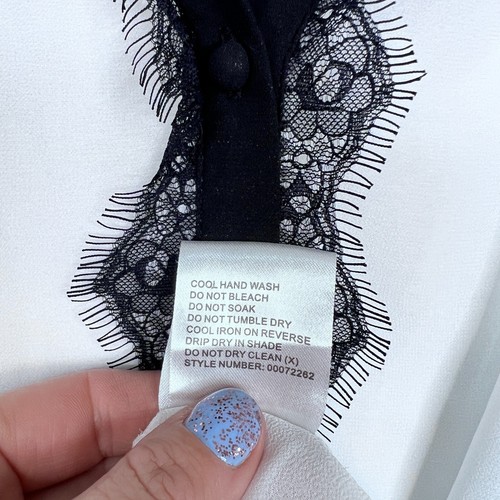 COOL HAND WASH
DO NOT BLEACH
DO NOT SOAK
DO NOT TUMBLE DRY
COOL IRON ON REVERSE
DRIP DRY IN SHADE
DO NOT DRY CLEAN (X)
STYLE NUMBER: 00072262